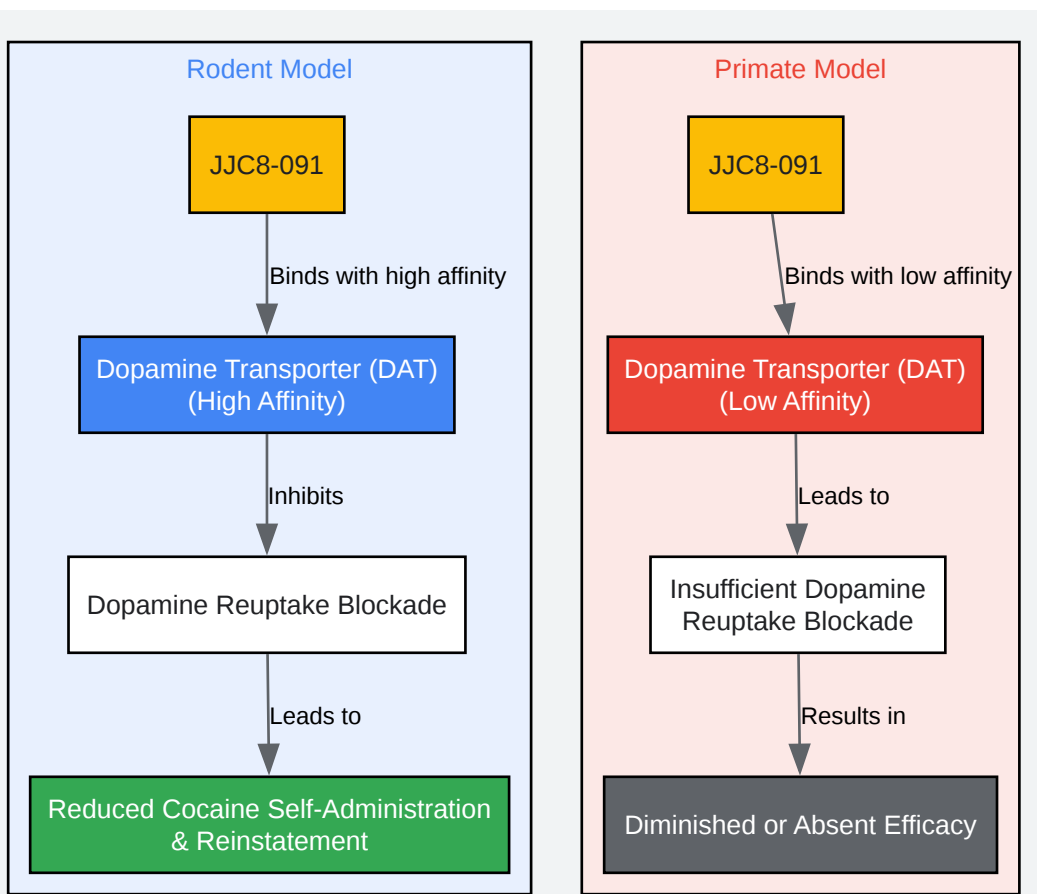 Rodent Model
JJC8-091
Binds with high affinity
Dopamine Transporter (DAT)
(High Affinity)
Inhibits
Dopamine Reuptake Blockade
Leads to
Reduced Cocaine Self-Administration
& Reinstatement
Primate Model
JJC8-091
Binds with low affinity
Dopamine Transporter (DAT)
(Low Affinity)
Leads to
Insufficient Dopamine
Reuptake Blockade
Results in
Diminished or Absent Efficacy